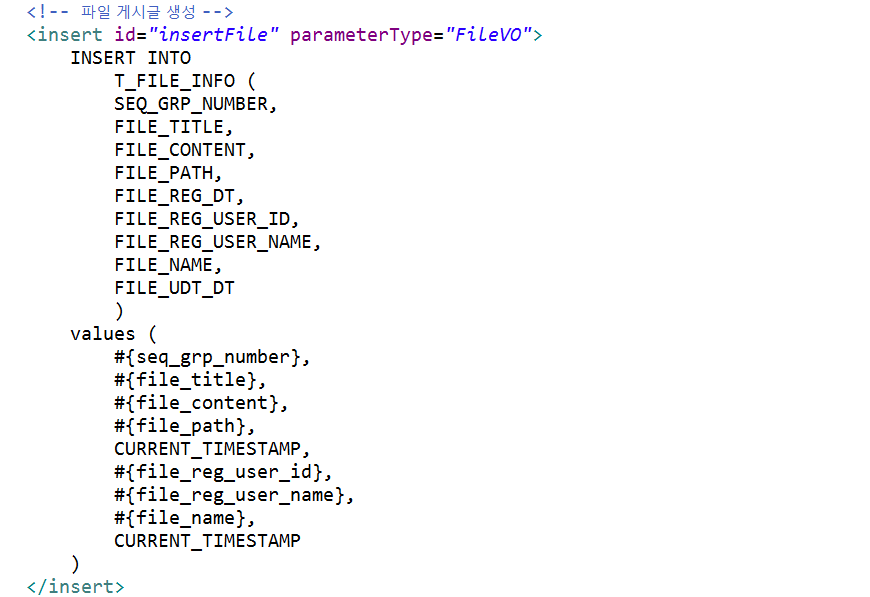 <!-- 파일 게시글 생성 -->
<insert id="insertFile" parameterType="FileVO">
    INSERT INTO
        T_FILE_INFO (
        SEQ_GRP_NUMBER,
        FILE_TITLE,
        FILE_CONTENT,
        FILE_PATH,
        FILE_REG_DT,
        FILE_REG_USER_ID,
        FILE_REG_USER_NAME,
        FILE_NAME,
        FILE_UDT_DT
        )
    values (
        #{seq_grp_number},
        #{file_title},
        #{file_content},
        #{file_path},
        CURRENT_TIMESTAMP,
        #{file_reg_user_id},
        #{file_reg_user_name},
        #{file_name},
        CURRENT_TIMESTAMP
    )
</insert>